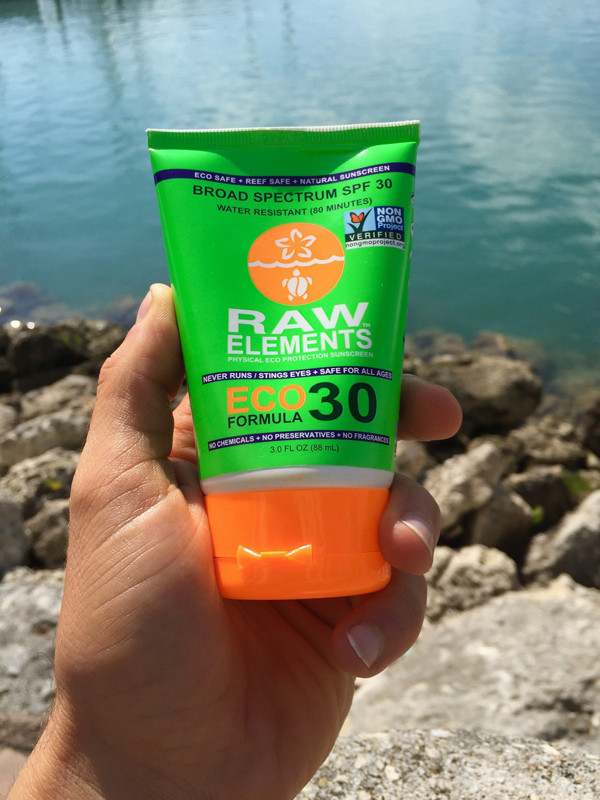 ECO SAFE + REEF SAFE + NATURAL SUNSCREEN
BROAD SPECTRUM SPF 30
WATER RESISTANT (80 MINUTES)
NON
GMO
Project
VERIFIED
nongmoproject.org
RAW™
ELEMENTS
PHYSICAL ECO PROTECTION SUNSCREEN
NEVER RUNS / STINGS EYES + SAFE FOR ALL AGES
ECO
FORMULA 30
NO CHEMICALS + NO PRESERVATIVES + NO FRAGRANCES
3.0 FL OZ (88 mL)